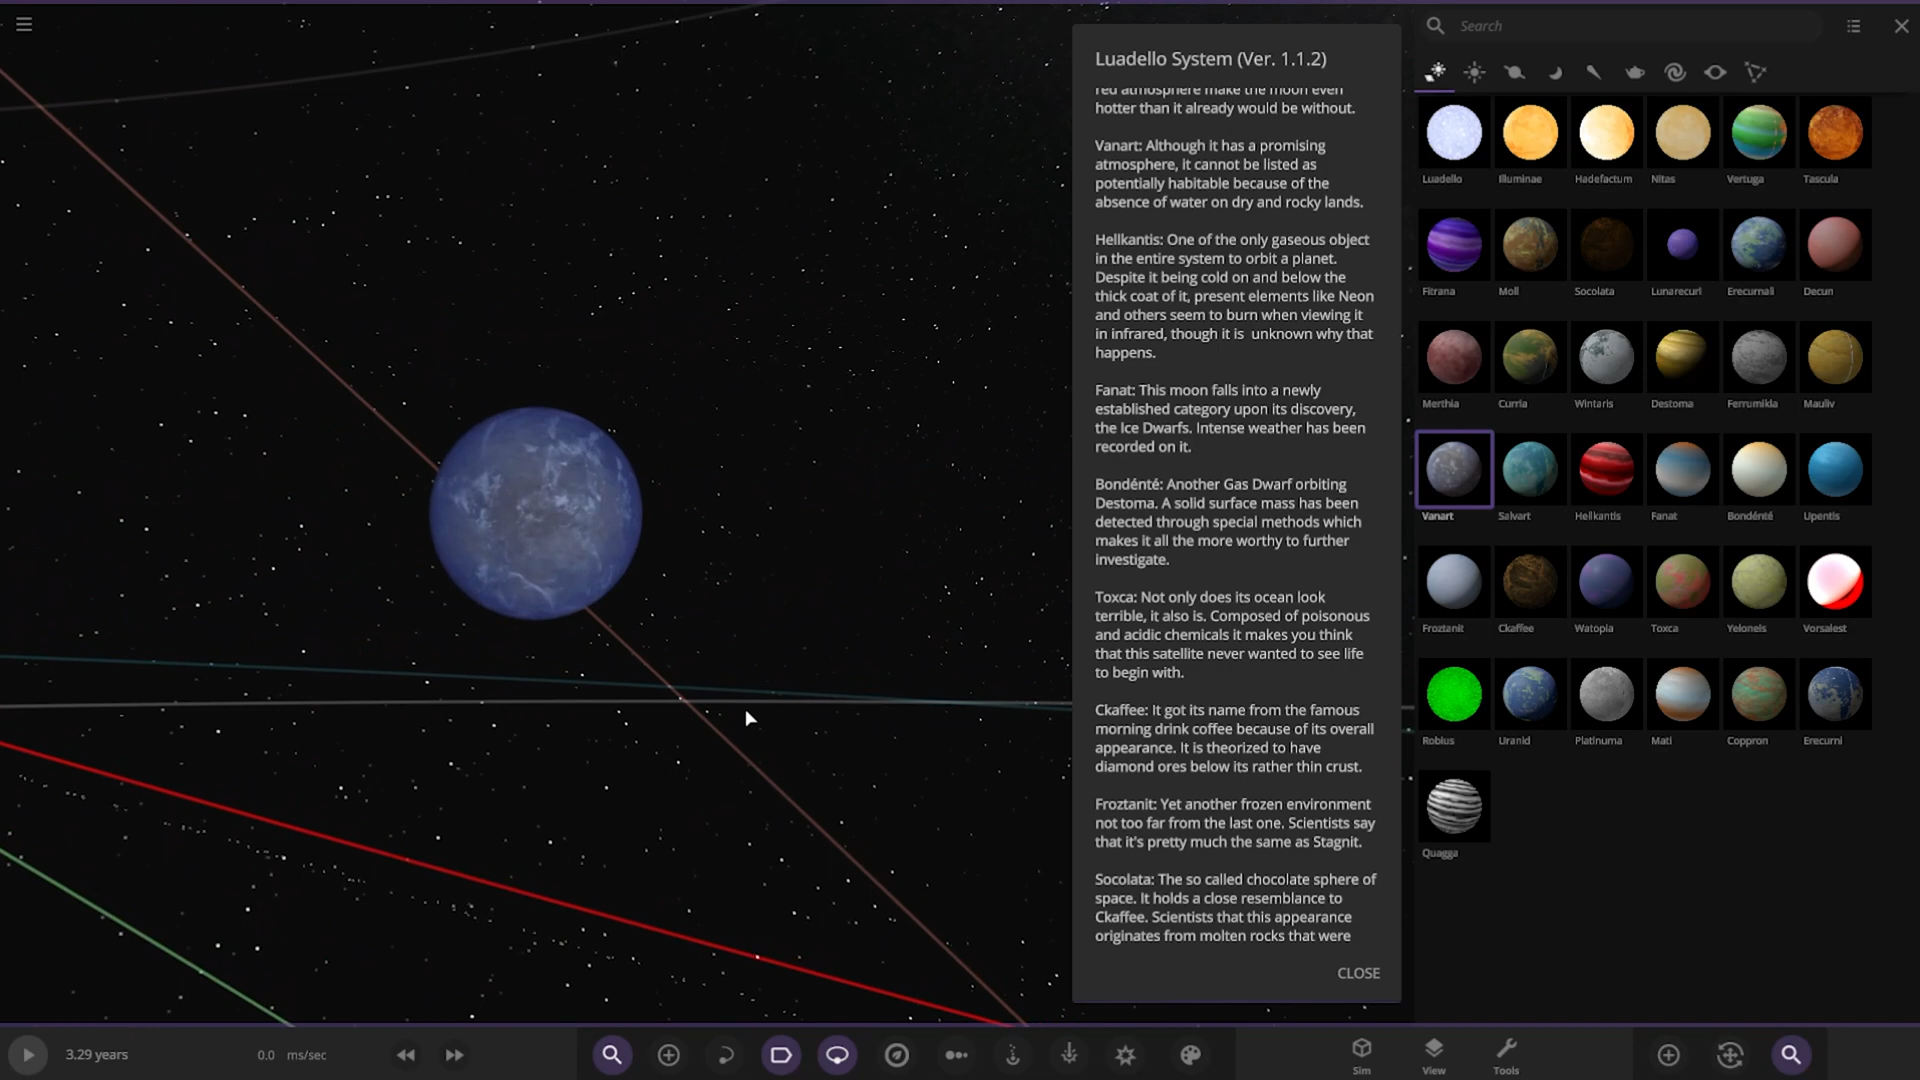 Luadello System (Ver. 1.1.2)
red atmosphere make the moon even
hotter than it already would be without.
Vanart: Although it has a promising
atmosphere, it cannot be listed as
potentially habitable because of the
absence of water on dry and rocky lands.
Hellkantis: One of the only gaseous object
in the entire system to orbit a planet.
Despite it being cold on and below the
thick coat of it, present elements like Neon
and others seem to burn when viewing it
in infrared, though it is unknown why that
happens.
Fanat: This moon falls into a newly
established category upon its discovery,
the Ice Dwarfs. Intense weather has been
recorded on it.
Bondénté: Another Gas Dwarf orbiting
Destoma. A solid surface mass has been
detected through special methods which
makes it all the more worthy to further
investigate.
Toxca: Not only does its ocean look
terrible, it also is. Composed of poisonous
and acidic chemicals it makes you think
that this satellite never wanted to see life
to begin with.
Ckaffee: It got its name from the famous
morning drink coffee because of its overall
appearance. It is theorized to have
diamond ores below its rather thin crust.
Froztanit: Yet another frozen environment
not too far from the last one. Scientists say
that it's pretty much the same as Stagnit.
Socolata: The so called chocolate sphere of
space. It holds a close resemblance to
Ckaffee. Scientists that this appearance
originates from molten rocks that were
CLOSE
Search
Luadello Illuminae Hadefactum Nitas Vertuga Tascula
Fitrana Moll Socolata Lunarecurl Erecurnali Decun
Merthia Curria Wintaris Destoma Ferrumikla Mauliv
Vanart Salvart Hellkantis Fanat Bondénté Upentis
Froztanit Ckaffee Watopia Toxca Yeloneis Vorsalest
Robius Uranid Platinuma Mati Coppron Erecurni
Quagga
3.29 years 0.0 ms/sec Sim View Tools